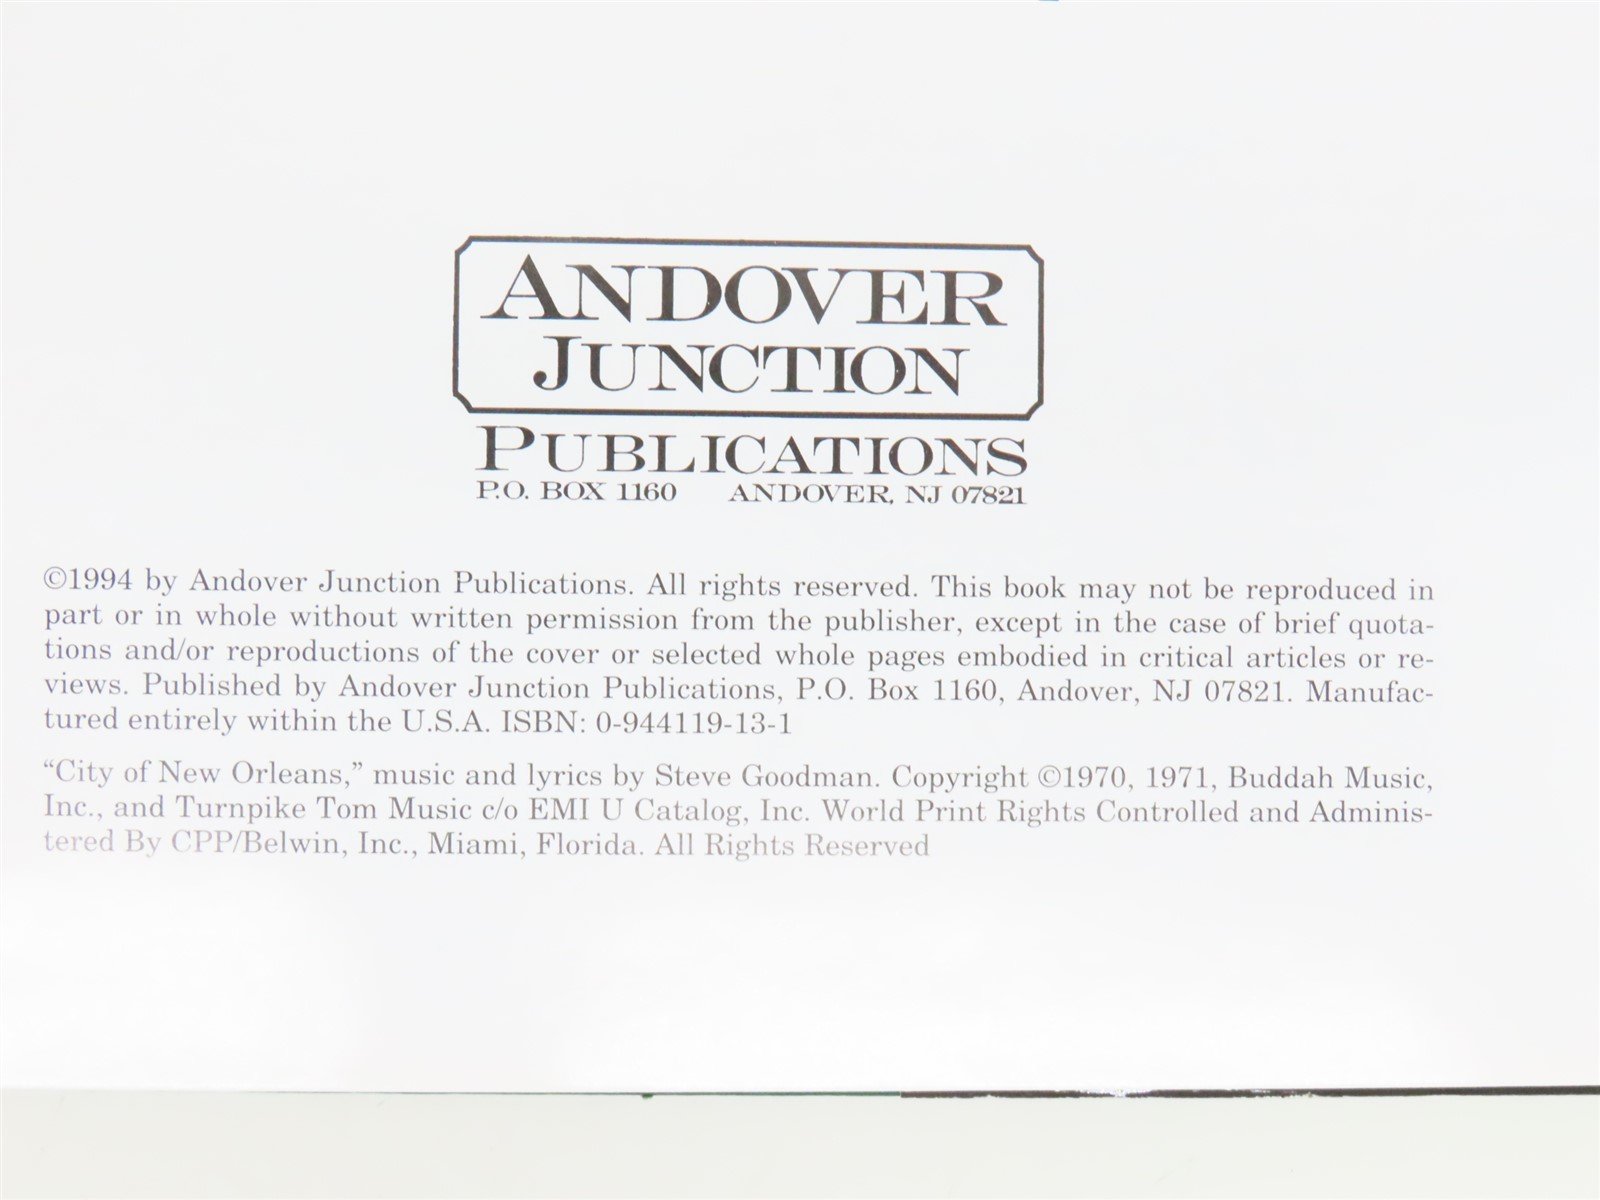 ANDOVER
JUNCTION
PUBLICATIONS
P.O. BOX 1160 ANDOVER, NJ 07821
©1994 by Andover Junction Publications. All rights reserved. This book may not be reproduced in
part or in whole without written permission from the publisher, except in the case of brief quota-
tions and/or reproductions of the cover or selected whole pages embodied in critical articles or re-
views. Published by Andover Junction Publications, P.O. Box 1160, Andover, NJ 07821. Manufac-
tured entirely within the U.S.A. ISBN: 0-944119-13-1
“City of New Orleans,” music and lyrics by Steve Goodman. Copyright ©1970, 1971, Buddah Music,
Inc., and Turnpike Tom Music c/o EMI U Catalog, Inc. World Print Rights Controlled and Adminis-
tered By CPP/Belwin, Inc., Miami, Florida. All Rights Reserved